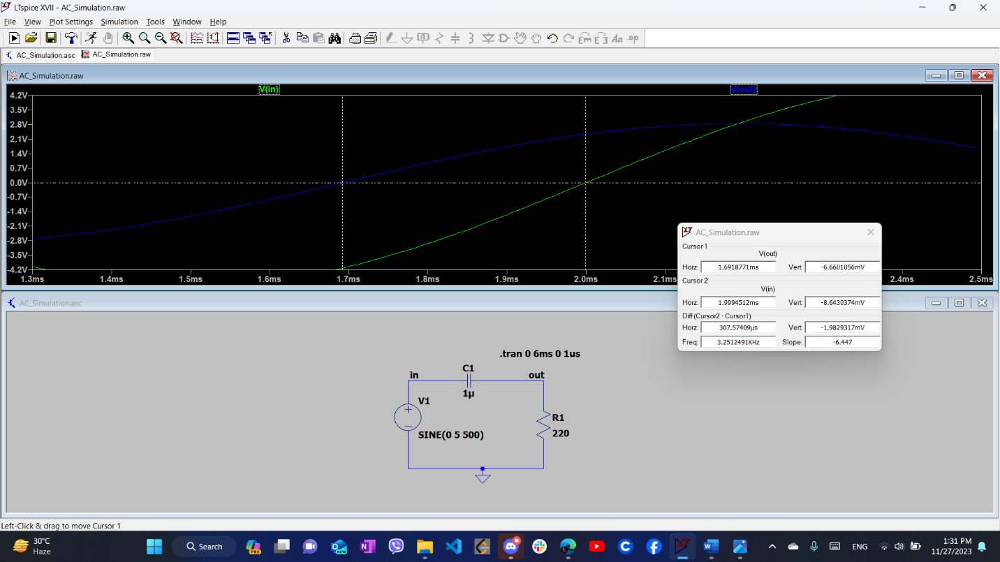 LTspice XVII - AC_Simulation.raw
File View Plot Settings Simulation Tools Window Help
AC_Simulation.asc AC_Simulation.raw
AC_Simulation.raw
V(in) V(out)
4.2V
3.5V
2.8V
2.1V
1.4V
0.7V
0.0V
-0.7V
-1.4V
-2.1V
-2.8V
-3.5V
-4.2V
1.3ms 1.4ms 1.5ms 1.6ms 1.7ms 1.8ms 1.9ms 2.0ms 2.1ms 2.4ms 2.5ms
AC_Simulation.raw
Cursor 1
V(out)
Horz: 1.6918771ms Vert: -6.6601056mV
Cursor 2
V(in)
Horz: 1.9994512ms Vert: -8.6430374mV
Diff (Cursor2 - Cursor1)
Horz: 307.57409µs Vert: -1.9829317mV
Freq: 3.2512491KHz Slope: -6.447
AC_Simulation.asc
.tran 0 6ms 0 1us
C1
in out
1µ
V1
R1
SINE(0 5 500) 220
Left-Click & drag to move Cursor 1
30°C
Haze
Search
PRE
NEW
ENG
1:31 PM
11/27/2023